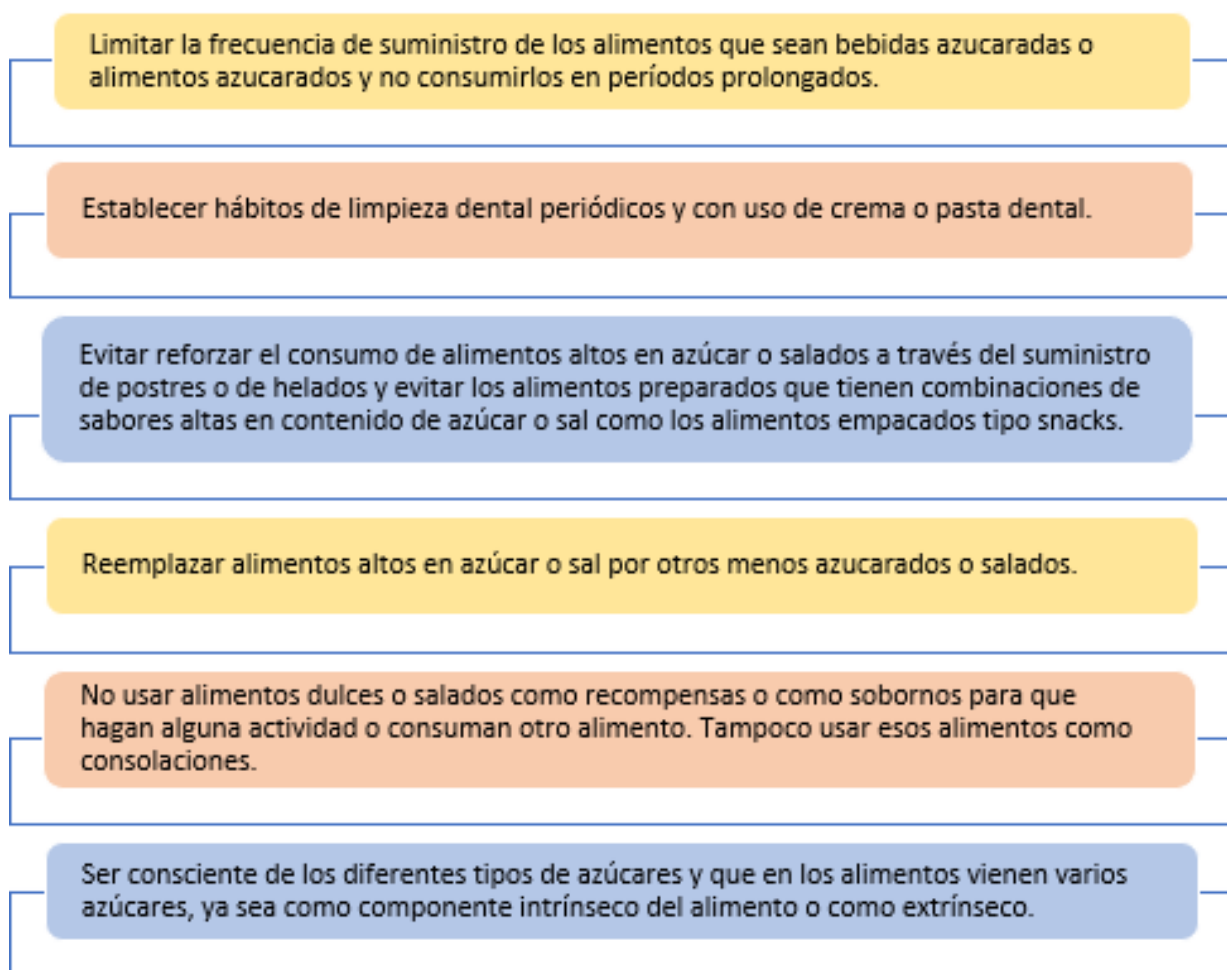 Limitar la frecuencia de suministro de los alimentos que sean bebidas azucaradas o
alimentos azucarados y no consumirlos en períodos prolongados.
Establecer hábitos de limpieza dental periódicos y con uso de crema o pasta dental.
Evitar reforzar el consumo de alimentos altos en azúcar o salados a través del suministro
de postres o de helados y evitar los alimentos preparados que tienen combinaciones de
sabores altas en contenido de azúcar o sal como los alimentos empacados tipo snacks.
Reemplazar alimentos altos en azúcar o sal por otros menos azucarados o salados.
No usar alimentos dulces o salados como recompensas o como sobornos para que
hagan alguna actividad o consuman otro alimento. Tampoco usar esos alimentos como
consolaciones.
Ser consciente de los diferentes tipos de azúcares y que en los alimentos vienen varios
azúcares, ya sea como componente intrínseco del alimento o como extrínseco.